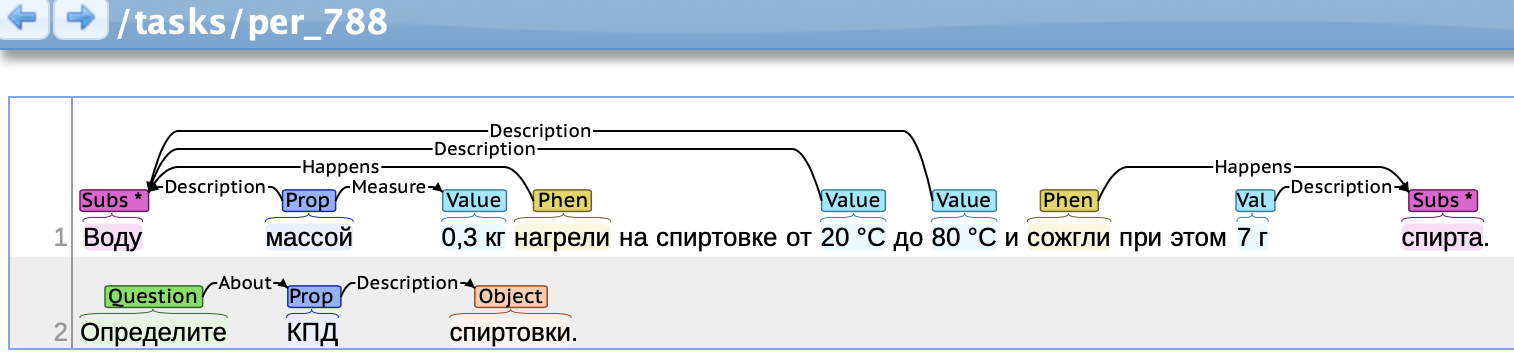 /tasks/per_788
Description
Description
Happens Happens
Description Measure Description
Subs * Prop Value Phen Value Value Phen Val Subs *
1 Воду массой 0,3 кг нагрели на спиртовке от 20 °C до 80 °C и сожгли при этом 7 г спирта.
About Description
Question Prop Object
2 Определите КПД спиртовки.